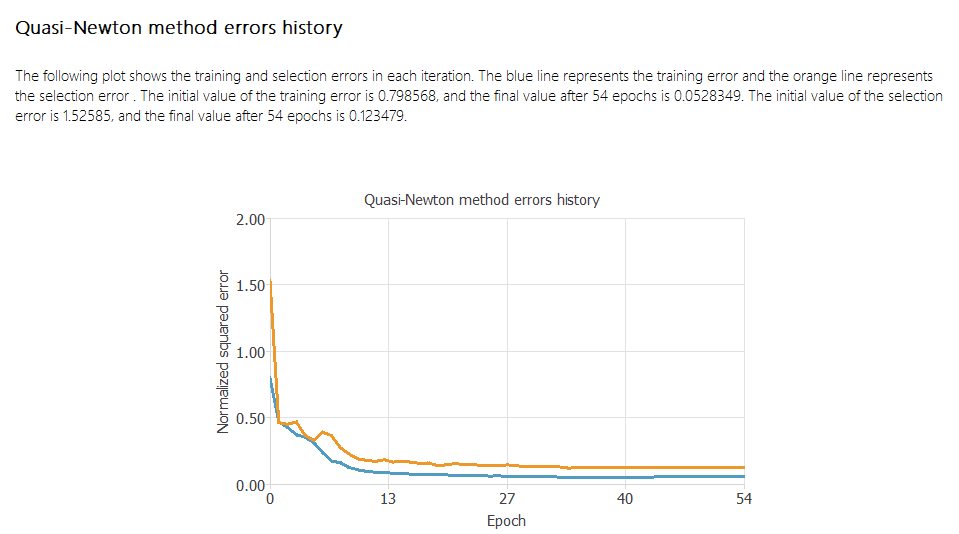 Quasi-Newton method errors history
The following plot shows the training and selection errors in each iteration. The blue line represents the training error and the orange line represents
the selection error . The initial value of the training error is 0.798568, and the final value after 54 epochs is 0.0528349. The initial value of the selection
error is 1.52585, and the final value after 54 epochs is 0.123479.
Quasi-Newton method errors history
2.00
1.50
1.00
0.50
0.00
Normalized squared error
0 13 27 40 54
Epoch